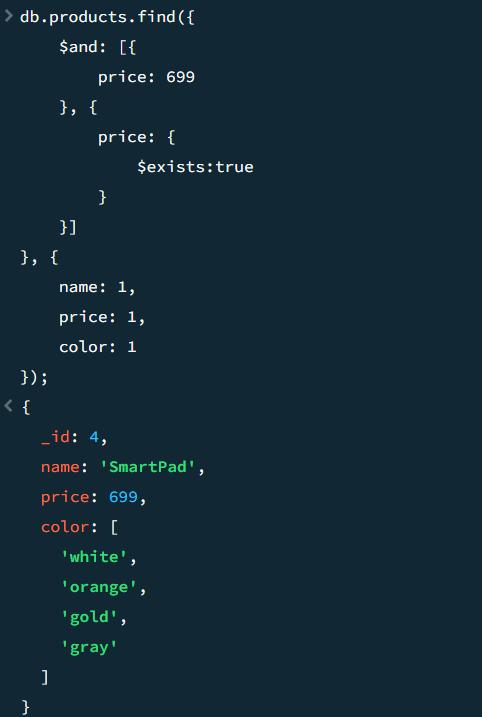 > db.products.find({
$and: [{
price: 699
}, {
price: {
$exists:true
}
}]
}, {
name: 1,
price: 1,
color: 1
});
< {
_id: 4,
name: 'SmartPad',
price: 699,
color: [
'white',
'orange',
'gold',
'gray'
]
}